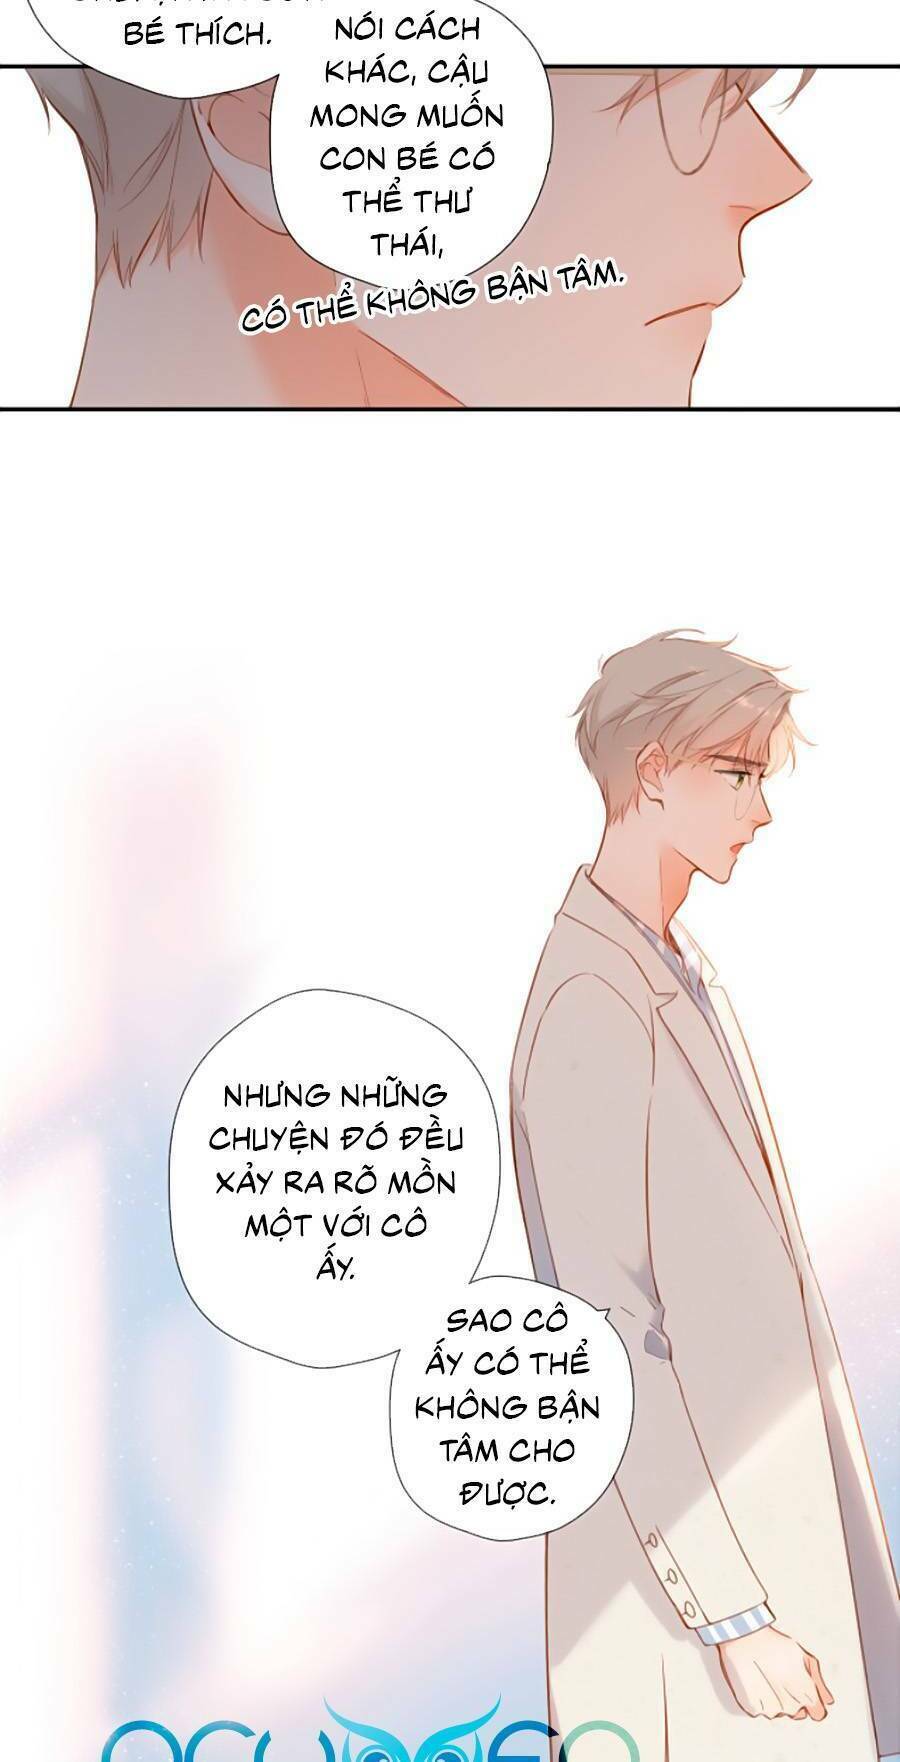 BÉ THÍCH.
NÓI CÁCH
KHÁC, CẬU
MONG MUỐN
CON BÉ CÓ
THỂ THƯ
THÁI,
CÓ THỂ KHÔNG BẬN TÂM.
NHƯNG NHỮNG
CHUYỆN ĐÓ ĐỀU
XẢY RA RÕ MỒN
MỘT VỚI CÔ
ẤY.
SAO CÔ
ẤY CÓ THỂ
KHÔNG BẬN
TÂM CHO
ĐƯỢC.